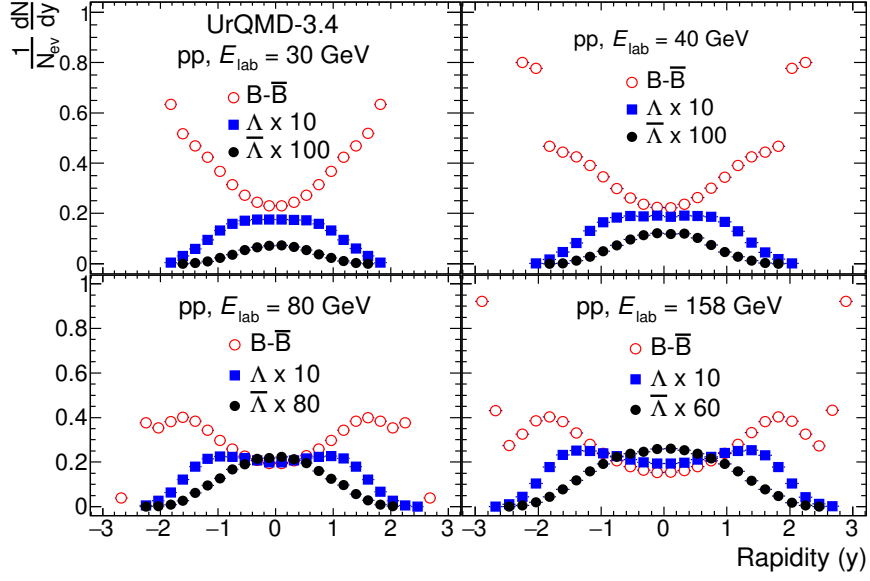 1/N_ev dN/dy
UrQMD-3.4
pp, E_lab = 30 GeV
B-B̅
Λ x 10
Λ̅ x 100
1
0.8
0.6
0.4
0.2
0
pp, E_lab = 40 GeV
B-B̅
Λ x 10
Λ̅ x 100
pp, E_lab = 80 GeV
B-B̅
Λ x 10
Λ̅ x 80
1
0.8
0.6
0.4
0.2
0
pp, E_lab = 158 GeV
B-B̅
Λ x 10
Λ̅ x 60
−3 −2 −1 0 1 2 3
−3 −2 −1 0 1 2 3
Rapidity (y)